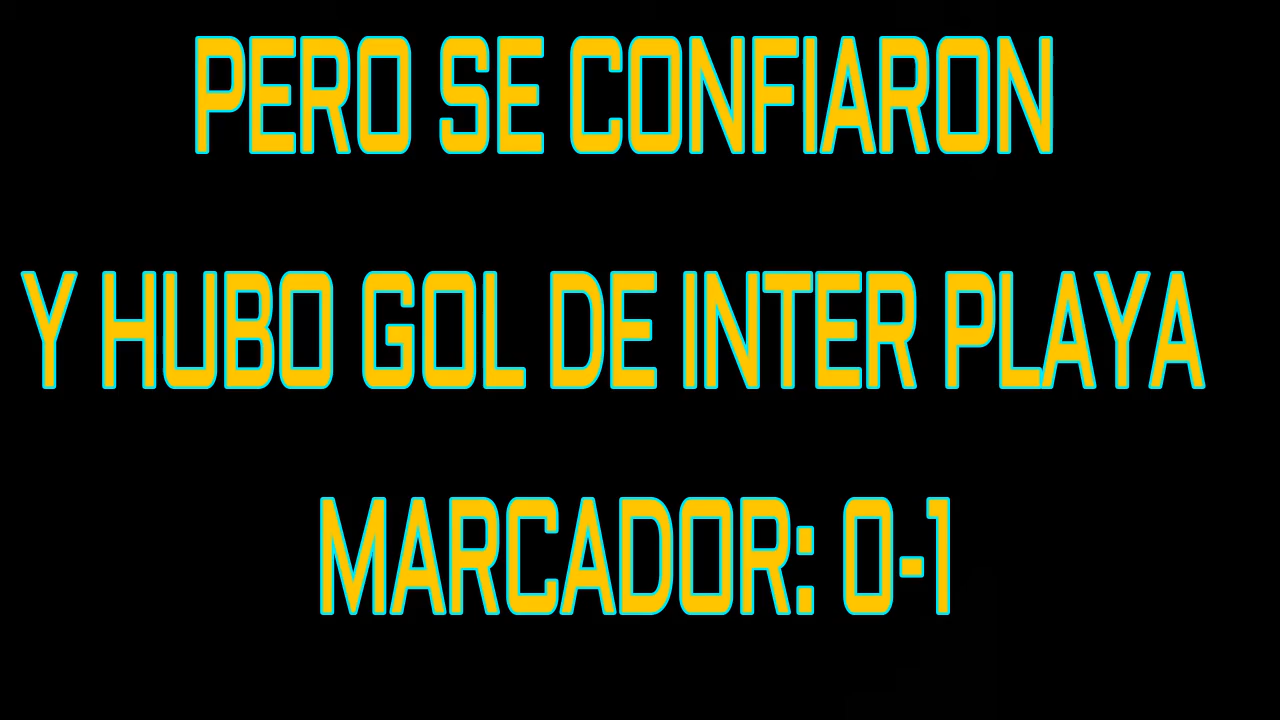 PERO SE CONFIARON
Y HUBO GOL DE INTER PLAYA
MARCADOR: 0-1